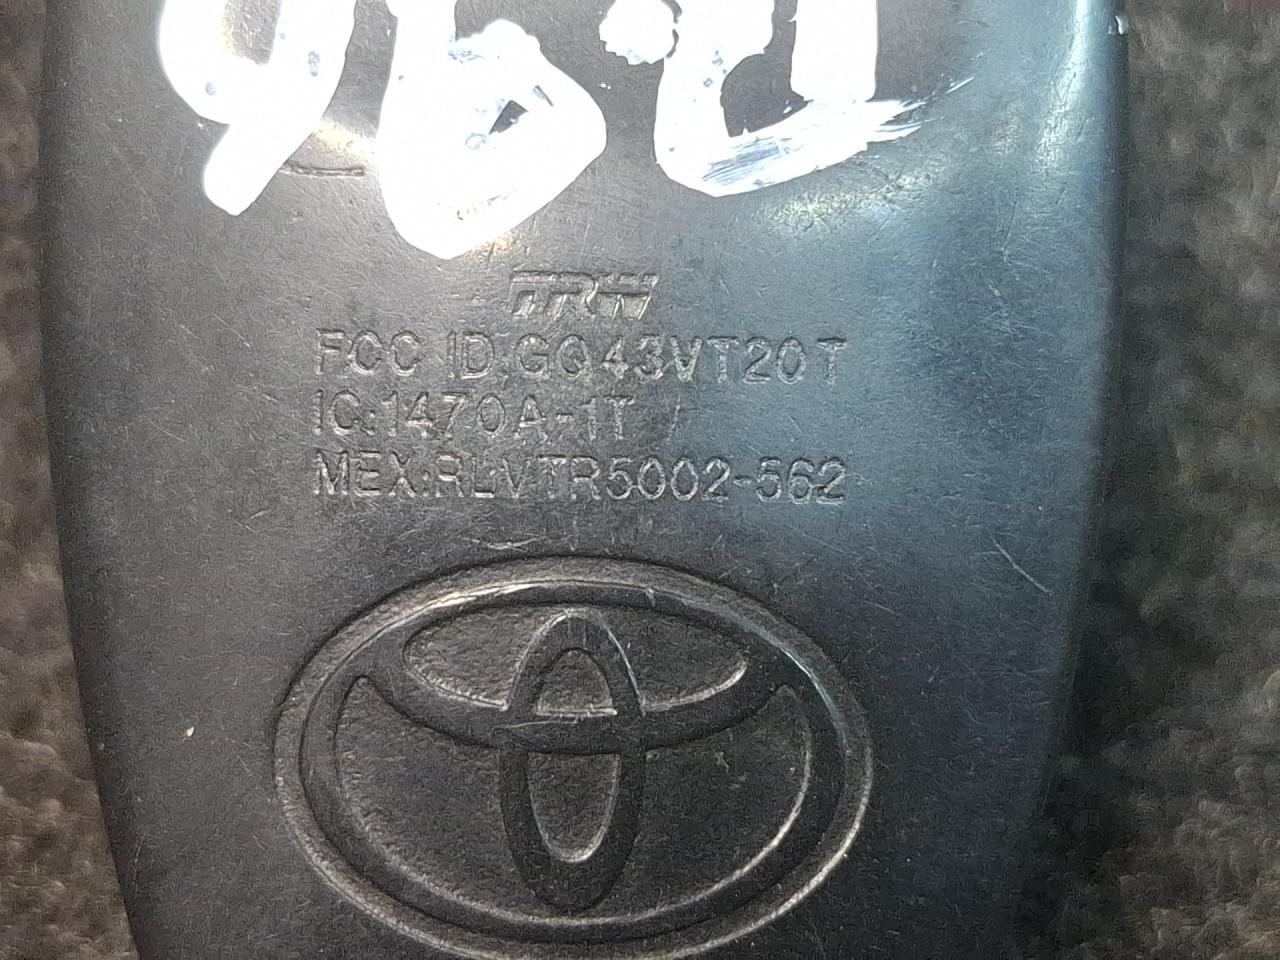 TRW
FCC ID:GQ43VT20T
IC:1470A-1T
MEX:RLVTR5002-562